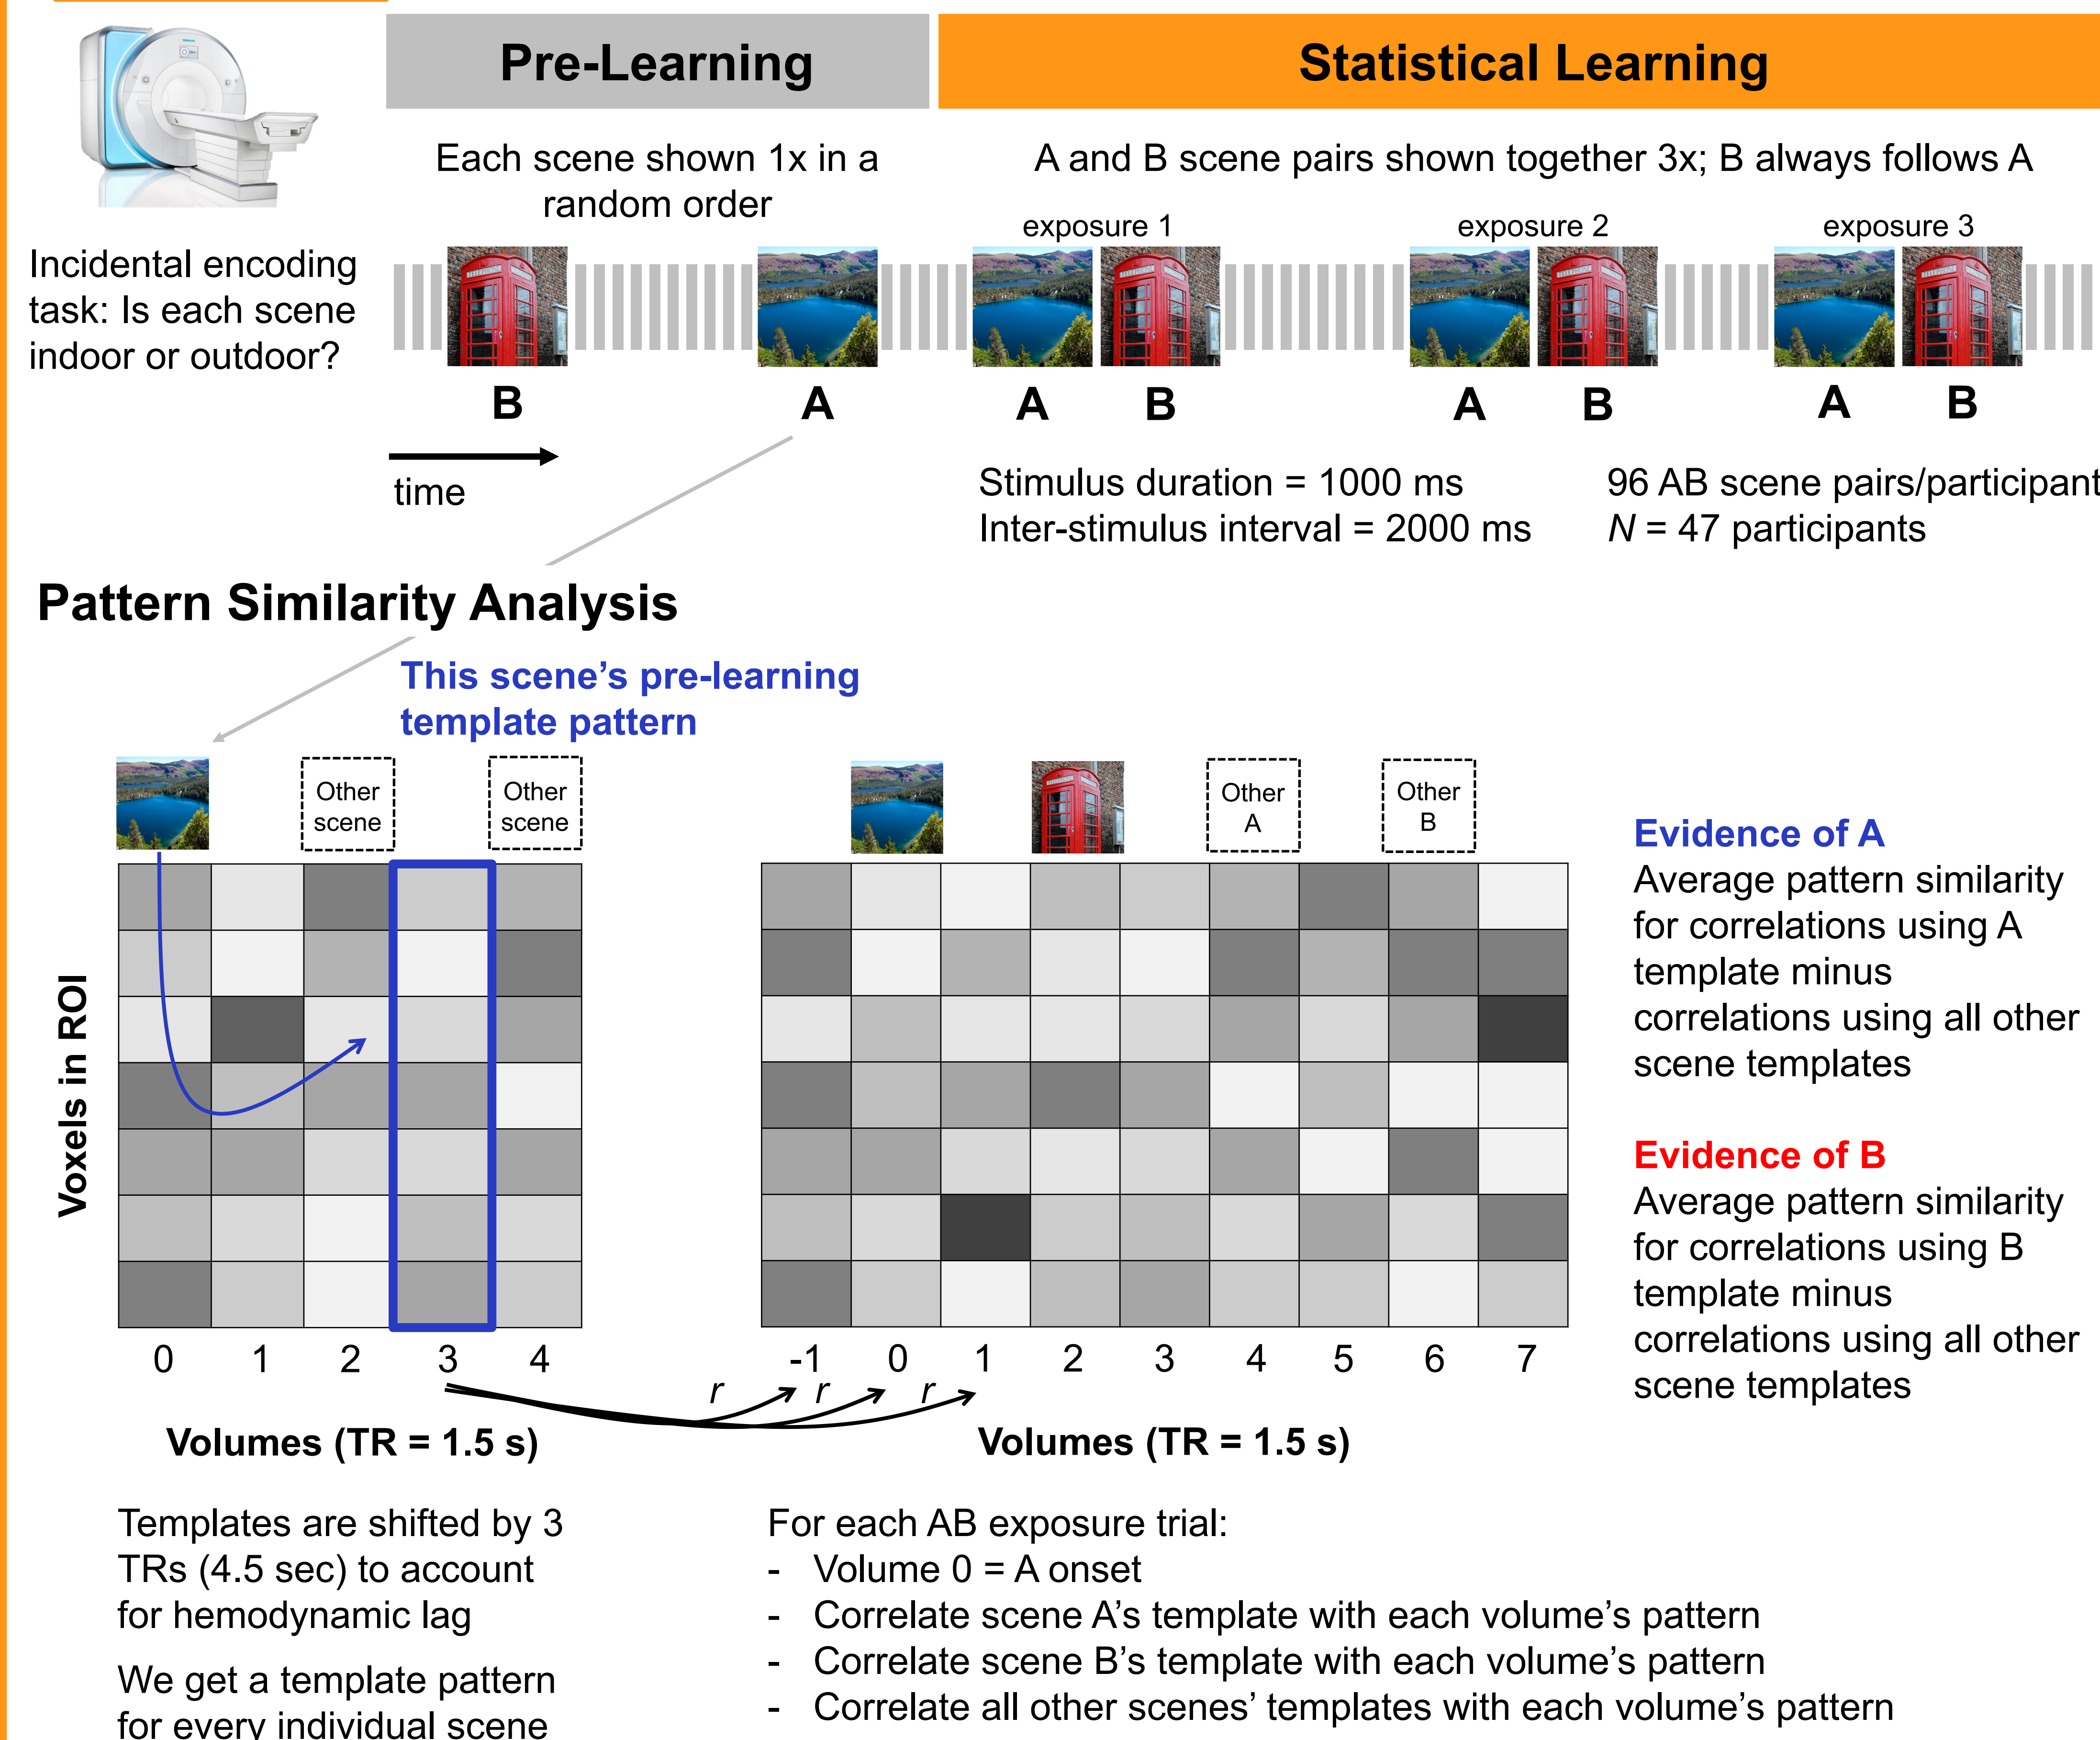 Pre-Learning
Statistical Learning
Each scene shown 1x in a
random order
A and B scene pairs shown together 3x; B always follows A
exposure 1
exposure 2
exposure 3
Incidental encoding
task: Is each scene
indoor or outdoor?
TELEPHONE
TELEPHONE
TELEPHONE
TELEPHONE
B
A
A
B
A
B
A
B
time
Stimulus duration = 1000 ms
Inter-stimulus interval = 2000 ms
96 AB scene pairs/participant
N = 47 participants
Pattern Similarity Analysis
This scene's pre-learning
template pattern
Other
scene
Other
scene
Other
A
Other
B
Voxels in ROI
0 1 2 3 4
-1 0 1 2 3 4 5 6 7
r r r
Volumes (TR = 1.5 s)
Volumes (TR = 1.5 s)
Evidence of A
Average pattern similarity
for correlations using A
template minus
correlations using all other
scene templates
Evidence of B
Average pattern similarity
for correlations using B
template minus
correlations using all other
scene templates
Templates are shifted by 3
TRs (4.5 sec) to account
for hemodynamic lag
We get a template pattern
for every individual scene
For each AB exposure trial:
- Volume 0 = A onset
- Correlate scene A's template with each volume's pattern
- Correlate scene B's template with each volume's pattern
- Correlate all other scenes' templates with each volume's pattern